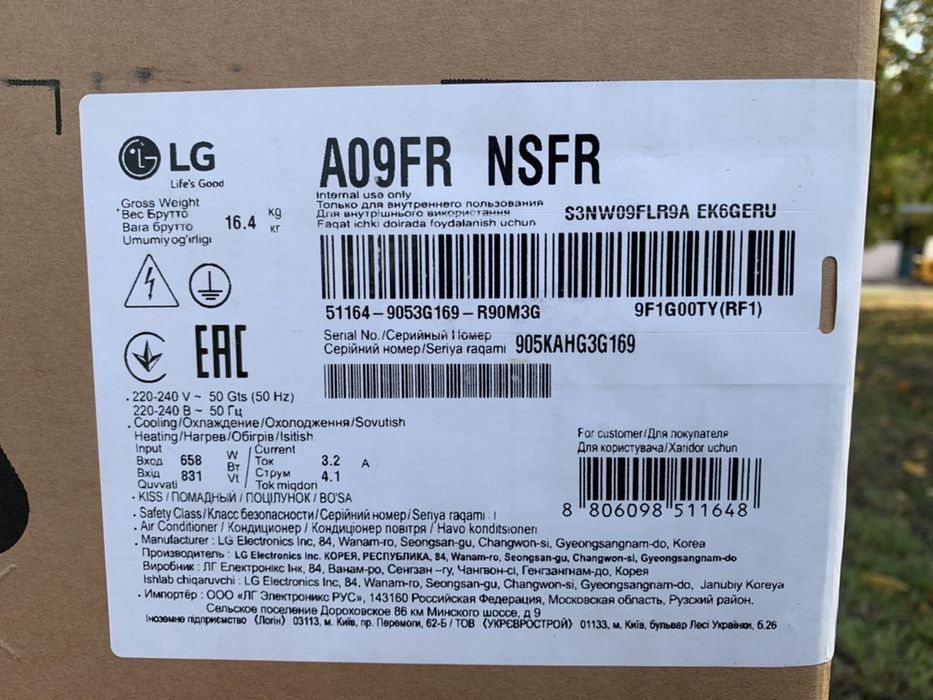 LG
Life's Good
A09FR NSFR
Internal use only
Только для внутреннего пользования
Для внутрішнього використання
Faqat ichki doirada foydalanish uchun
S3NW09FLR9A EK6GERU
Gross Weight
Вес Брутто
Вага брутто
Umumiyog'irligi
16.4 kg
кг
51164-9053G169-R90M3G
9F1G00TY(RF1)
Serial No./Серийный Номер
Серійний номер/Seriya raqami 905KAHG3G169
EAC
220-240 V ~ 50 Gts (50 Hz)
220-240 В ~ 50 Гц
Cooling/Охлаждение/Охолодження/Sovutish
Heating/Нагрев/Обігрів/Isitish
Input
Вход
Вхід
Quvvati
658 W
Вт
831 Vt
Current
Ток
Струм
Tok miqdori
3.2 A
4.1
For customer/Для покупателя
Для користувача/Xaridor uchun
8 806098 511648
KISS / ПОМАДНЫЙ / ПОЦІЛУНОК / BO'SA
Safety Class/Класс безопасности/Серійний номер/Seriya raqami : I
Air Conditioner / Кондиционер / Кондиціонер повітря / Havo konditsioneri
Manufacturer : LG Electronics Inc, 84, Wanam-ro, Seongsan-gu, Changwon-si, Gyeongsangnam-do, Korea
Производитель : LG Electronics Inc. КОРЕЯ, РЕСПУБЛИКА, 84, Wanam-ro, Seongsan-gu, Changwon-si, Gyeongsangnam-do
Виробник : ЛГ Електронікс Інк, 84, Ванам-ро, Сенгзан –гу, Чангвон-сі, Генгзангнам-до, Корея
Ishlab chiqaruvchi : LG Electronics Inc, 84, Wanam-ro, Seongsan-gu, Changwon-si, Gyeongsangnam-do, Janubiy Koreya
Импортёр : ООО «ЛГ Электроникс РУС», 143160 Российская Федерация, Московская область, Рузский район.
Сельское поселение Дороховское 86 км Минского шоссе, д 9
Іноземне підприємство 《Логін》 03113, м. Київ, пр. Перемоги, 62-Б / ТОВ 《УКРЄВРОСТРОЙ》 01133, м. Київ, бульвар Лесі Українки, б.26